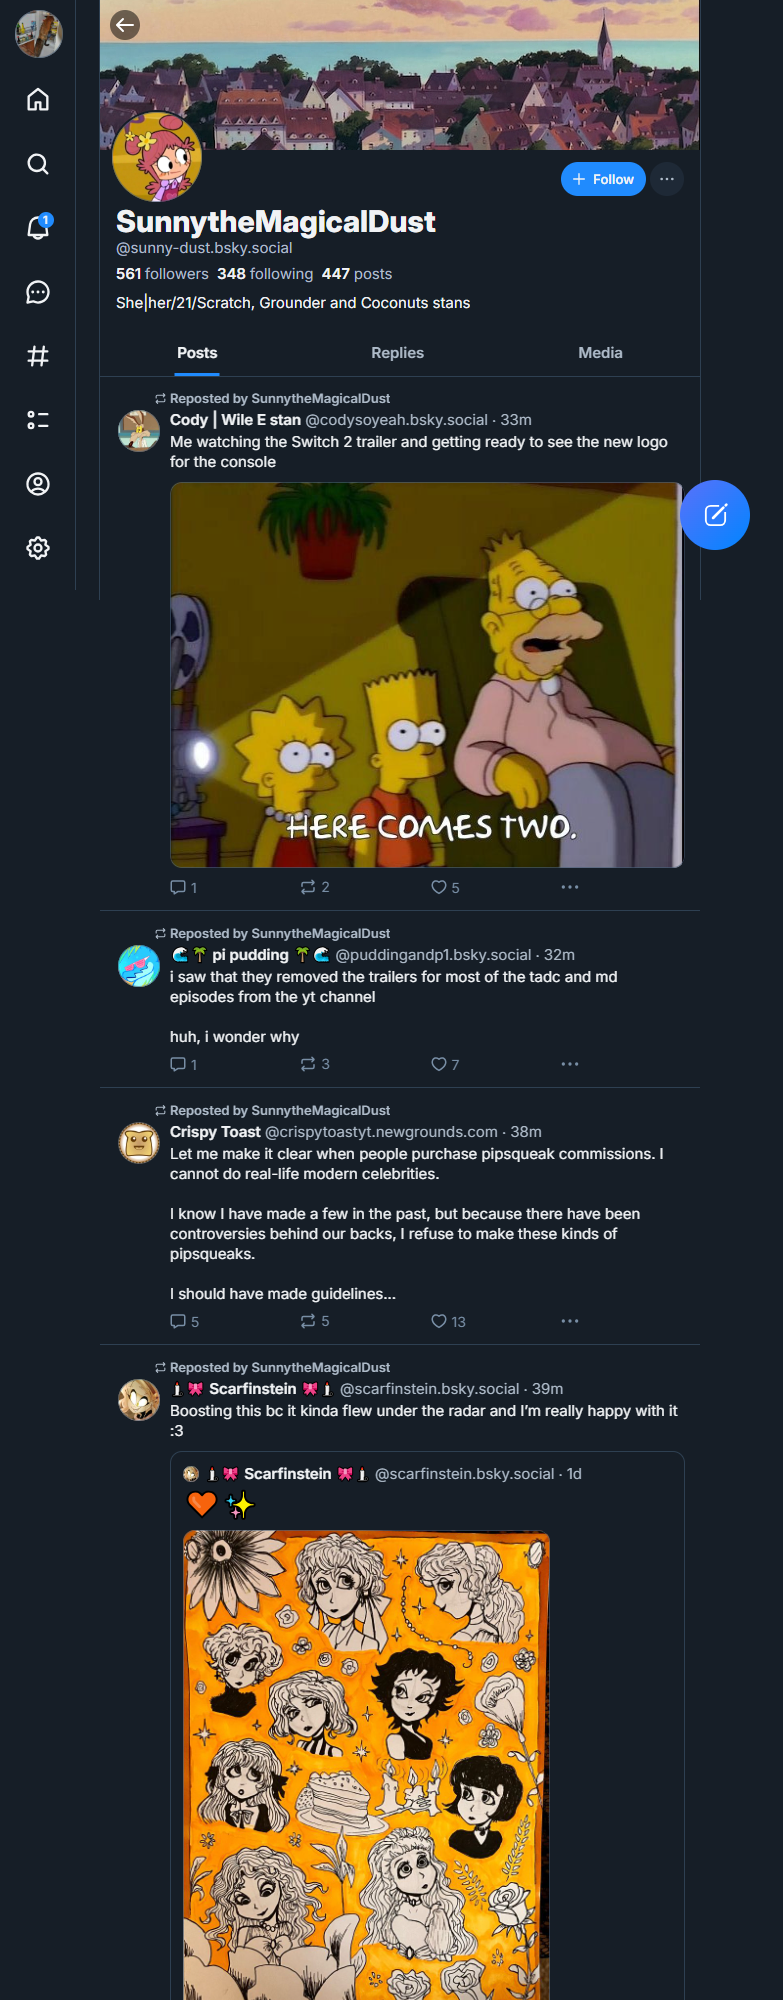 1
+ Follow
SunnytheMagicalDust
@sunny-dust.bsky.social
561 followers 348 following 447 posts
She|her/21/Scratch, Grounder and Coconuts stans
Posts Replies Media
Reposted by SunnytheMagicalDust
Cody | Wile E stan @codysoyeah.bsky.social · 33m
Me watching the Switch 2 trailer and getting ready to see the new logo
for the console
HERE COMES TWO.
1 2 5
Reposted by SunnytheMagicalDust
🌊🌴 pi pudding 🌴🌊 @puddingandp1.bsky.social · 32m
i saw that they removed the trailers for most of the tadc and md
episodes from the yt channel
huh, i wonder why
1 3 7
Reposted by SunnytheMagicalDust
Crispy Toast @crispytoastyt.newgrounds.com · 38m
Let me make it clear when people purchase pipsqueak commissions. I
cannot do real-life modern celebrities.
I know I have made a few in the past, but because there have been
controversies behind our backs, I refuse to make these kinds of
pipsqueaks.
I should have made guidelines...
5 5 13
Reposted by SunnytheMagicalDust
🕯️🎀 Scarfinstein 🎀🕯️ @scarfinstein.bsky.social · 39m
Boosting this bc it kinda flew under the radar and I'm really happy with it
:3
🕯️🎀 Scarfinstein 🎀🕯️ @scarfinstein.bsky.social · 1d
🧡✨